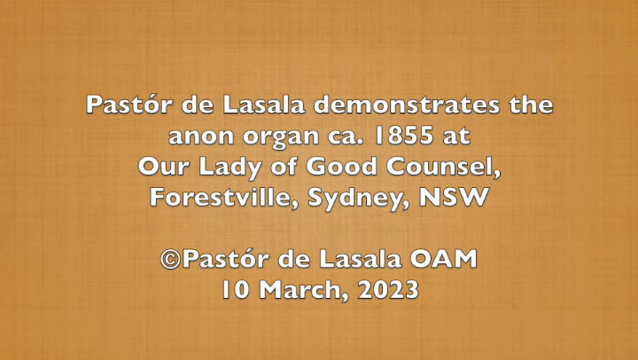 Pastór de Lasala demonstrates the
anon organ ca. 1855 at
Our Lady of Good Counsel,
Forestville, Sydney, NSW
©Pastór de Lasala OAM
10 March, 2023